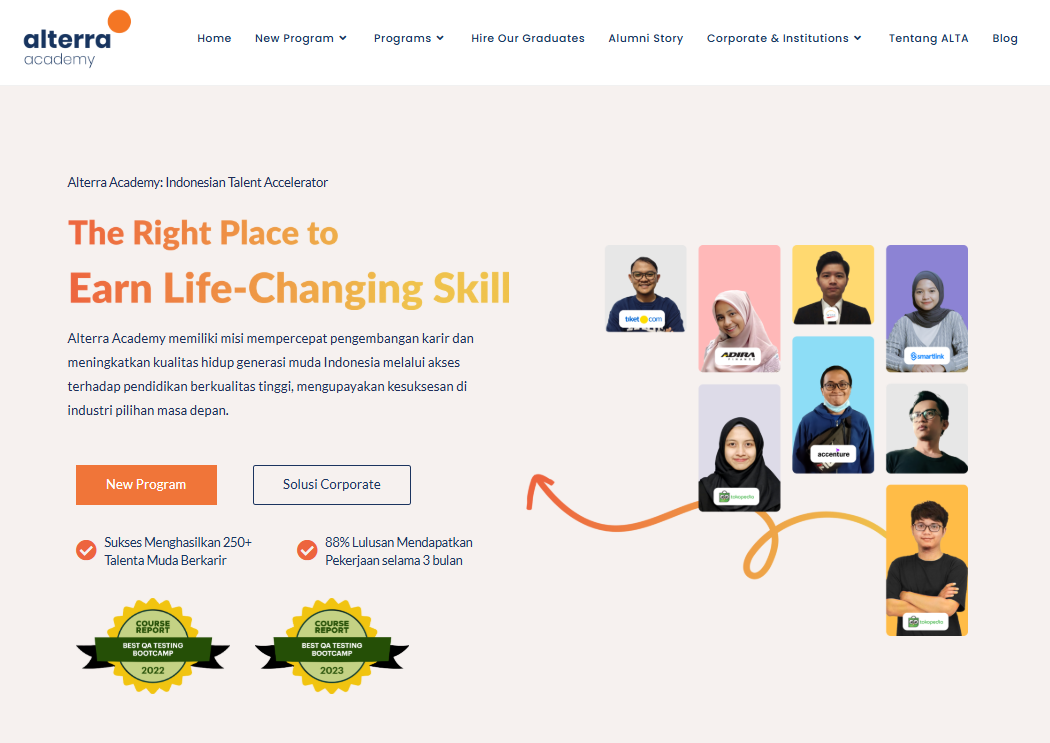 alterra
academy
Home
New Program
Programs
Hire Our Graduates
Alumni Story
Corporate & Institutions
Tentang ALTA
Blog
Alterra Academy: Indonesian Talent Accelerator
The Right Place to
Earn Life-Changing Skill
Alterra Academy memiliki misi mempercepat pengembangan karir dan
meningkatkan kualitas hidup generasi muda Indonesia melalui akses
terhadap pendidikan berkualitas tinggi, mengupayakan kesuksesan di
industri pilihan masa depan.
New Program
Solusi Corporate
Sukses Menghasilkan 250+
Talenta Muda Berkarir
88% Lulusan Mendapatkan
Pekerjaan selama 3 bulan
COURSE
REPORT
BEST QA TESTING
BOOTCAMP
2022
COURSE
REPORT
BEST QA TESTING
BOOTCAMP
2023
tiket com
ADIRA
FINANCE
smartlink
accenture
tokopedia
tokopedia